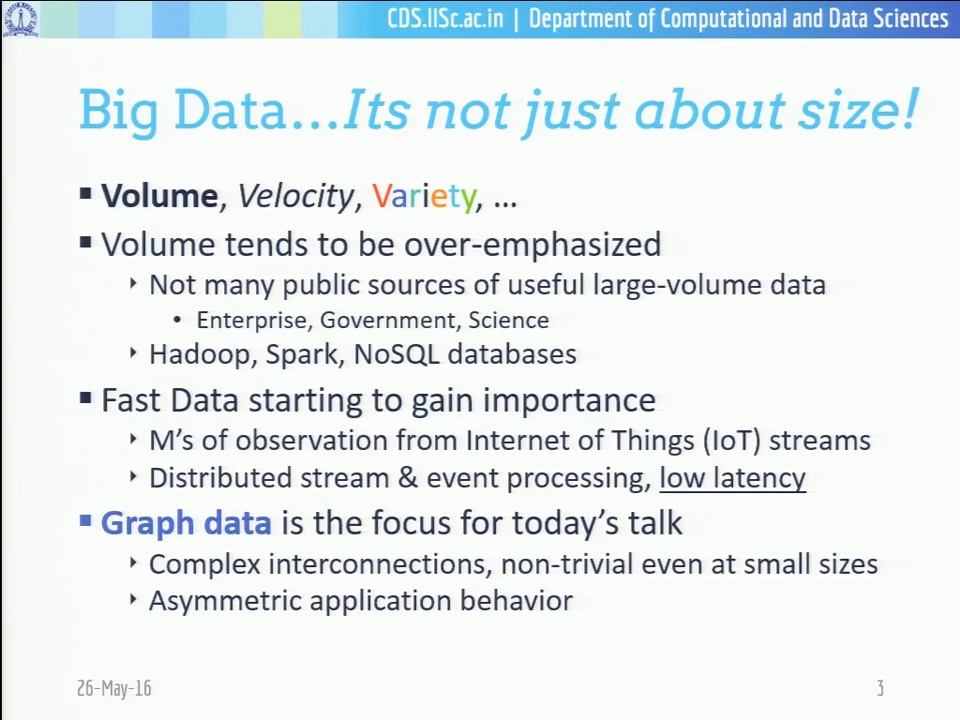 CDS.IISc.ac.in | Department of Computational and Data Sciences
Big Data...Its not just about size!
▪ Volume, Velocity, Variety, ...
▪ Volume tends to be over-emphasized
‣ Not many public sources of useful large-volume data
• Enterprise, Government, Science
‣ Hadoop, Spark, NoSQL databases
▪ Fast Data starting to gain importance
‣ M's of observation from Internet of Things (IoT) streams
‣ Distributed stream & event processing, low latency
▪ Graph data is the focus for today's talk
‣ Complex interconnections, non-trivial even at small sizes
‣ Asymmetric application behavior
26-May-16
3